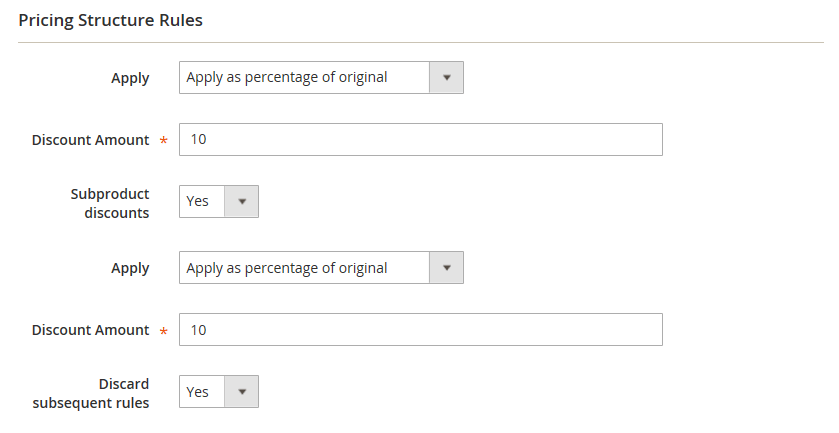 Pricing Structure Rules
Apply
Apply as percentage of original
Discount Amount *
10
Subproduct
discounts
Yes
Apply
Apply as percentage of original
Discount Amount *
10
Discard
subsequent rules
Yes